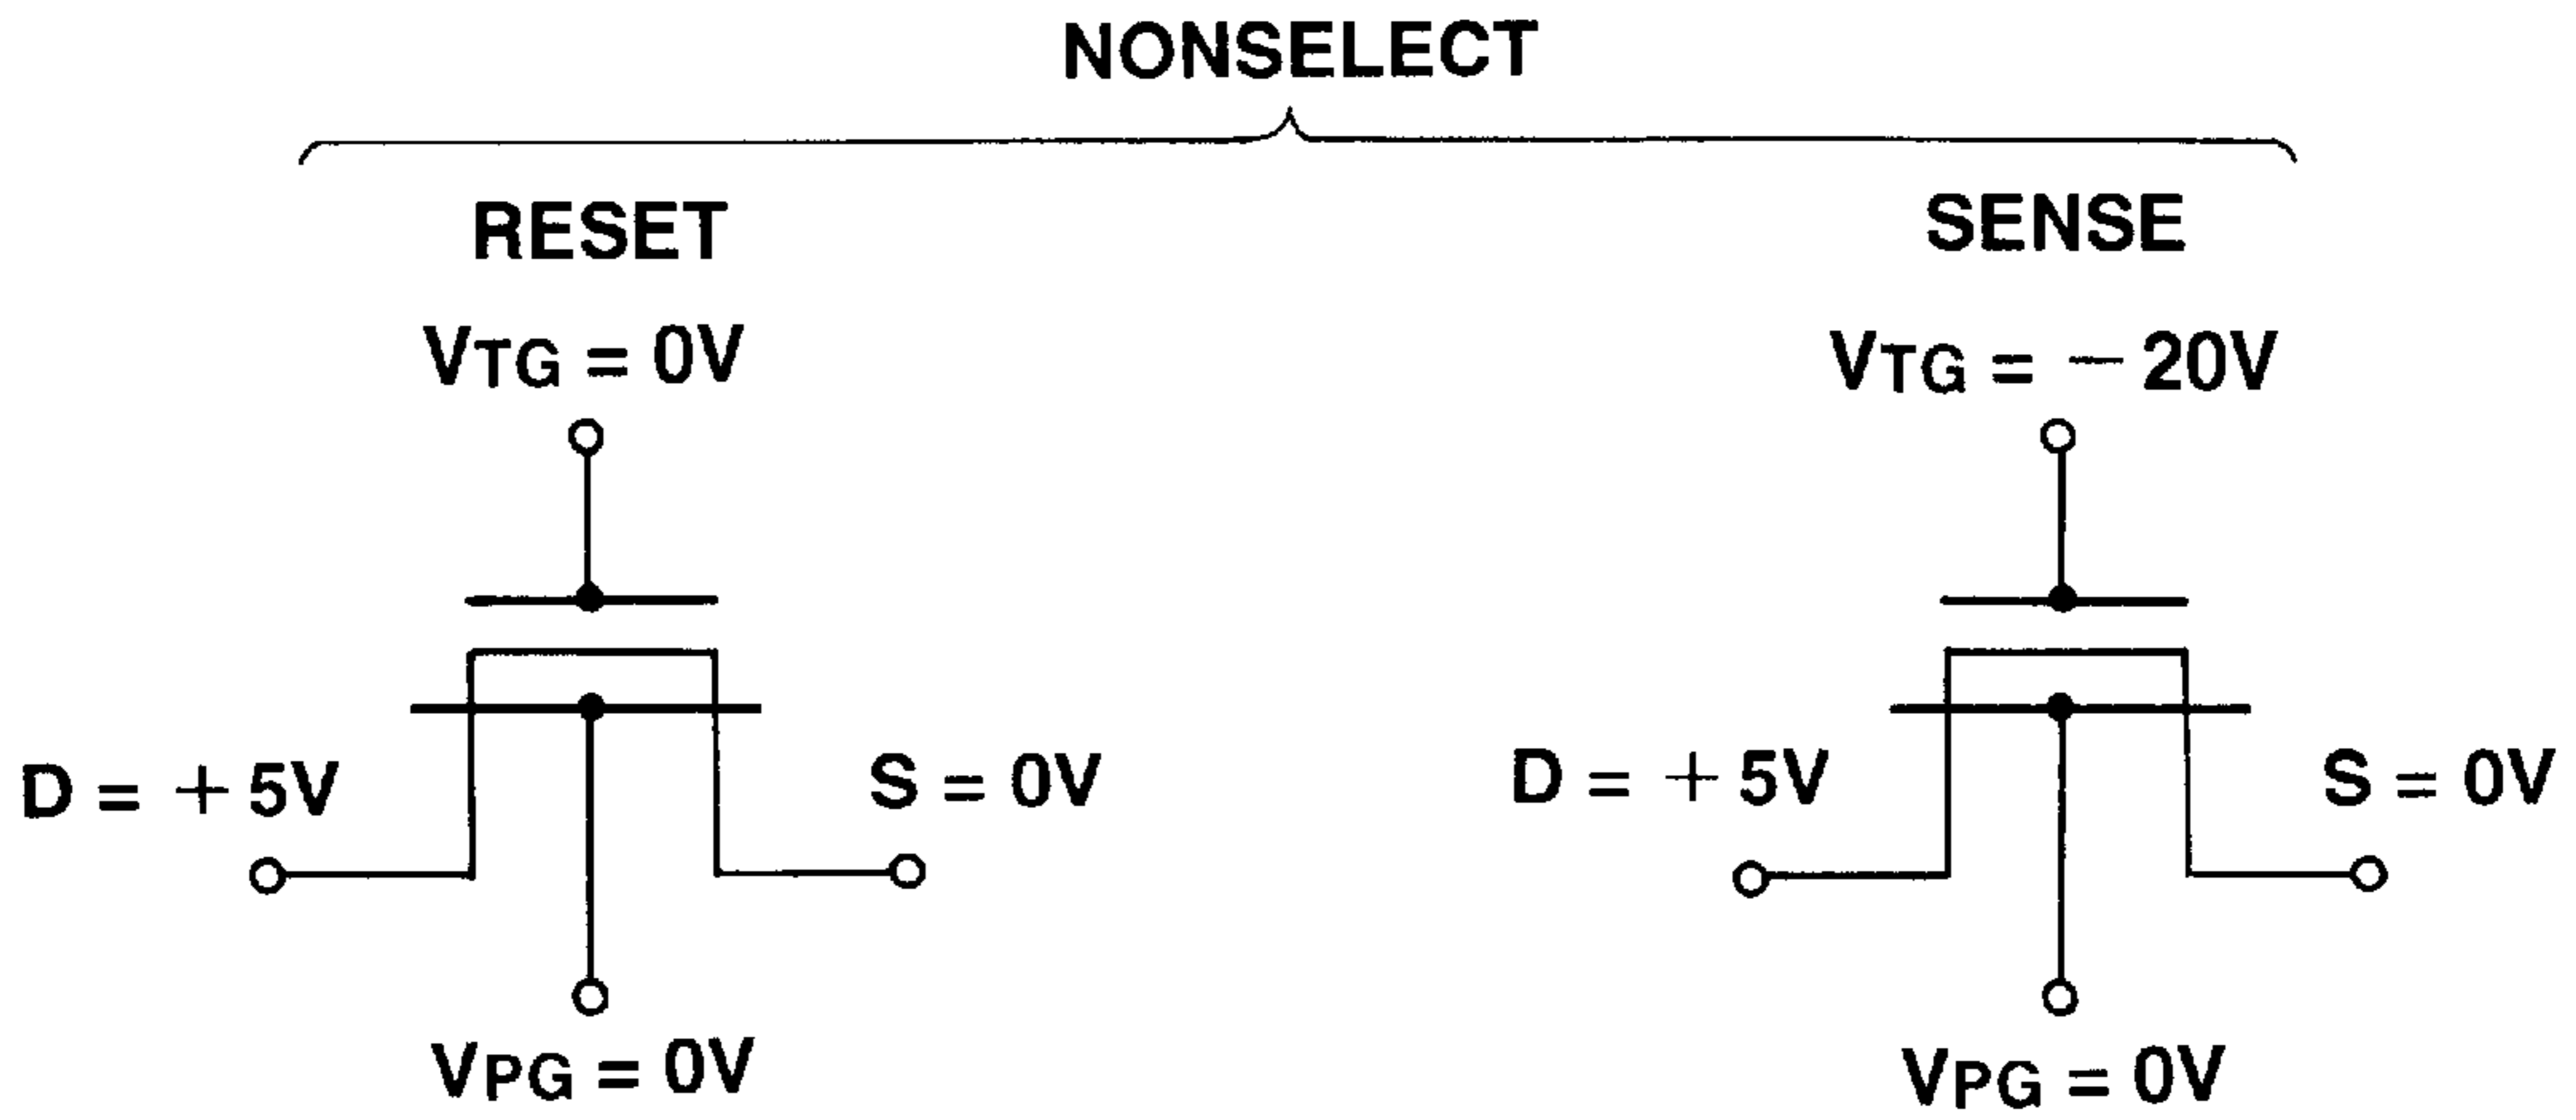 NONSELECT
RESET
SENSE
VTG = 0V
VTG = − 20V
D = + 5V
S = 0V
D = + 5V
S = 0V
VPG = 0V
VPG = 0V